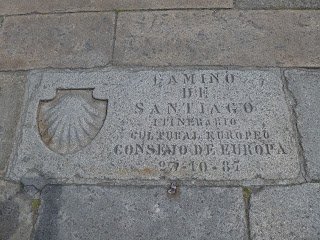 CAMINO
DE
SANTIAGO
ITINERARIO
CULTURAL EUROPEO
CONSEJO DE EUROPA
23-10-87